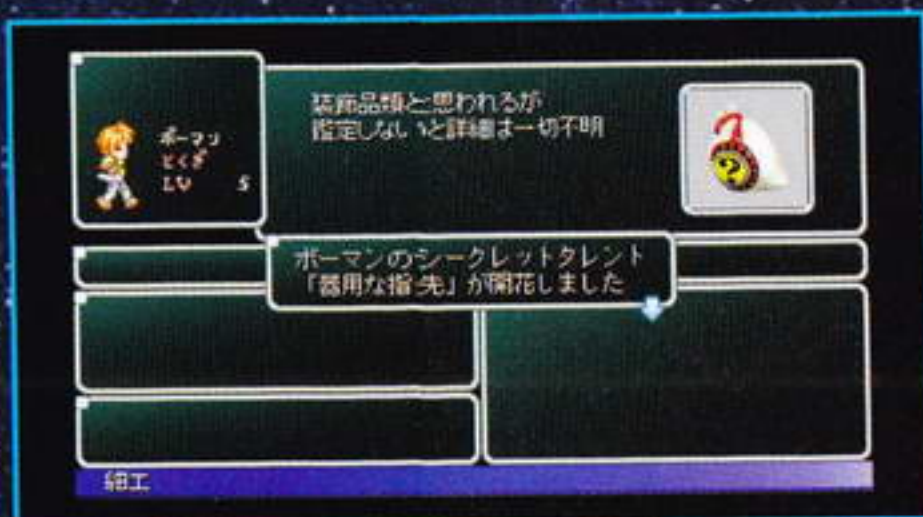 装飾品類と思われるが
鑑定しないと詳細は一切不明
ボーマン
とくぎ
LV 5
?
ボーマンのシークレットタレント
「器用な指先」が開花しました
細工